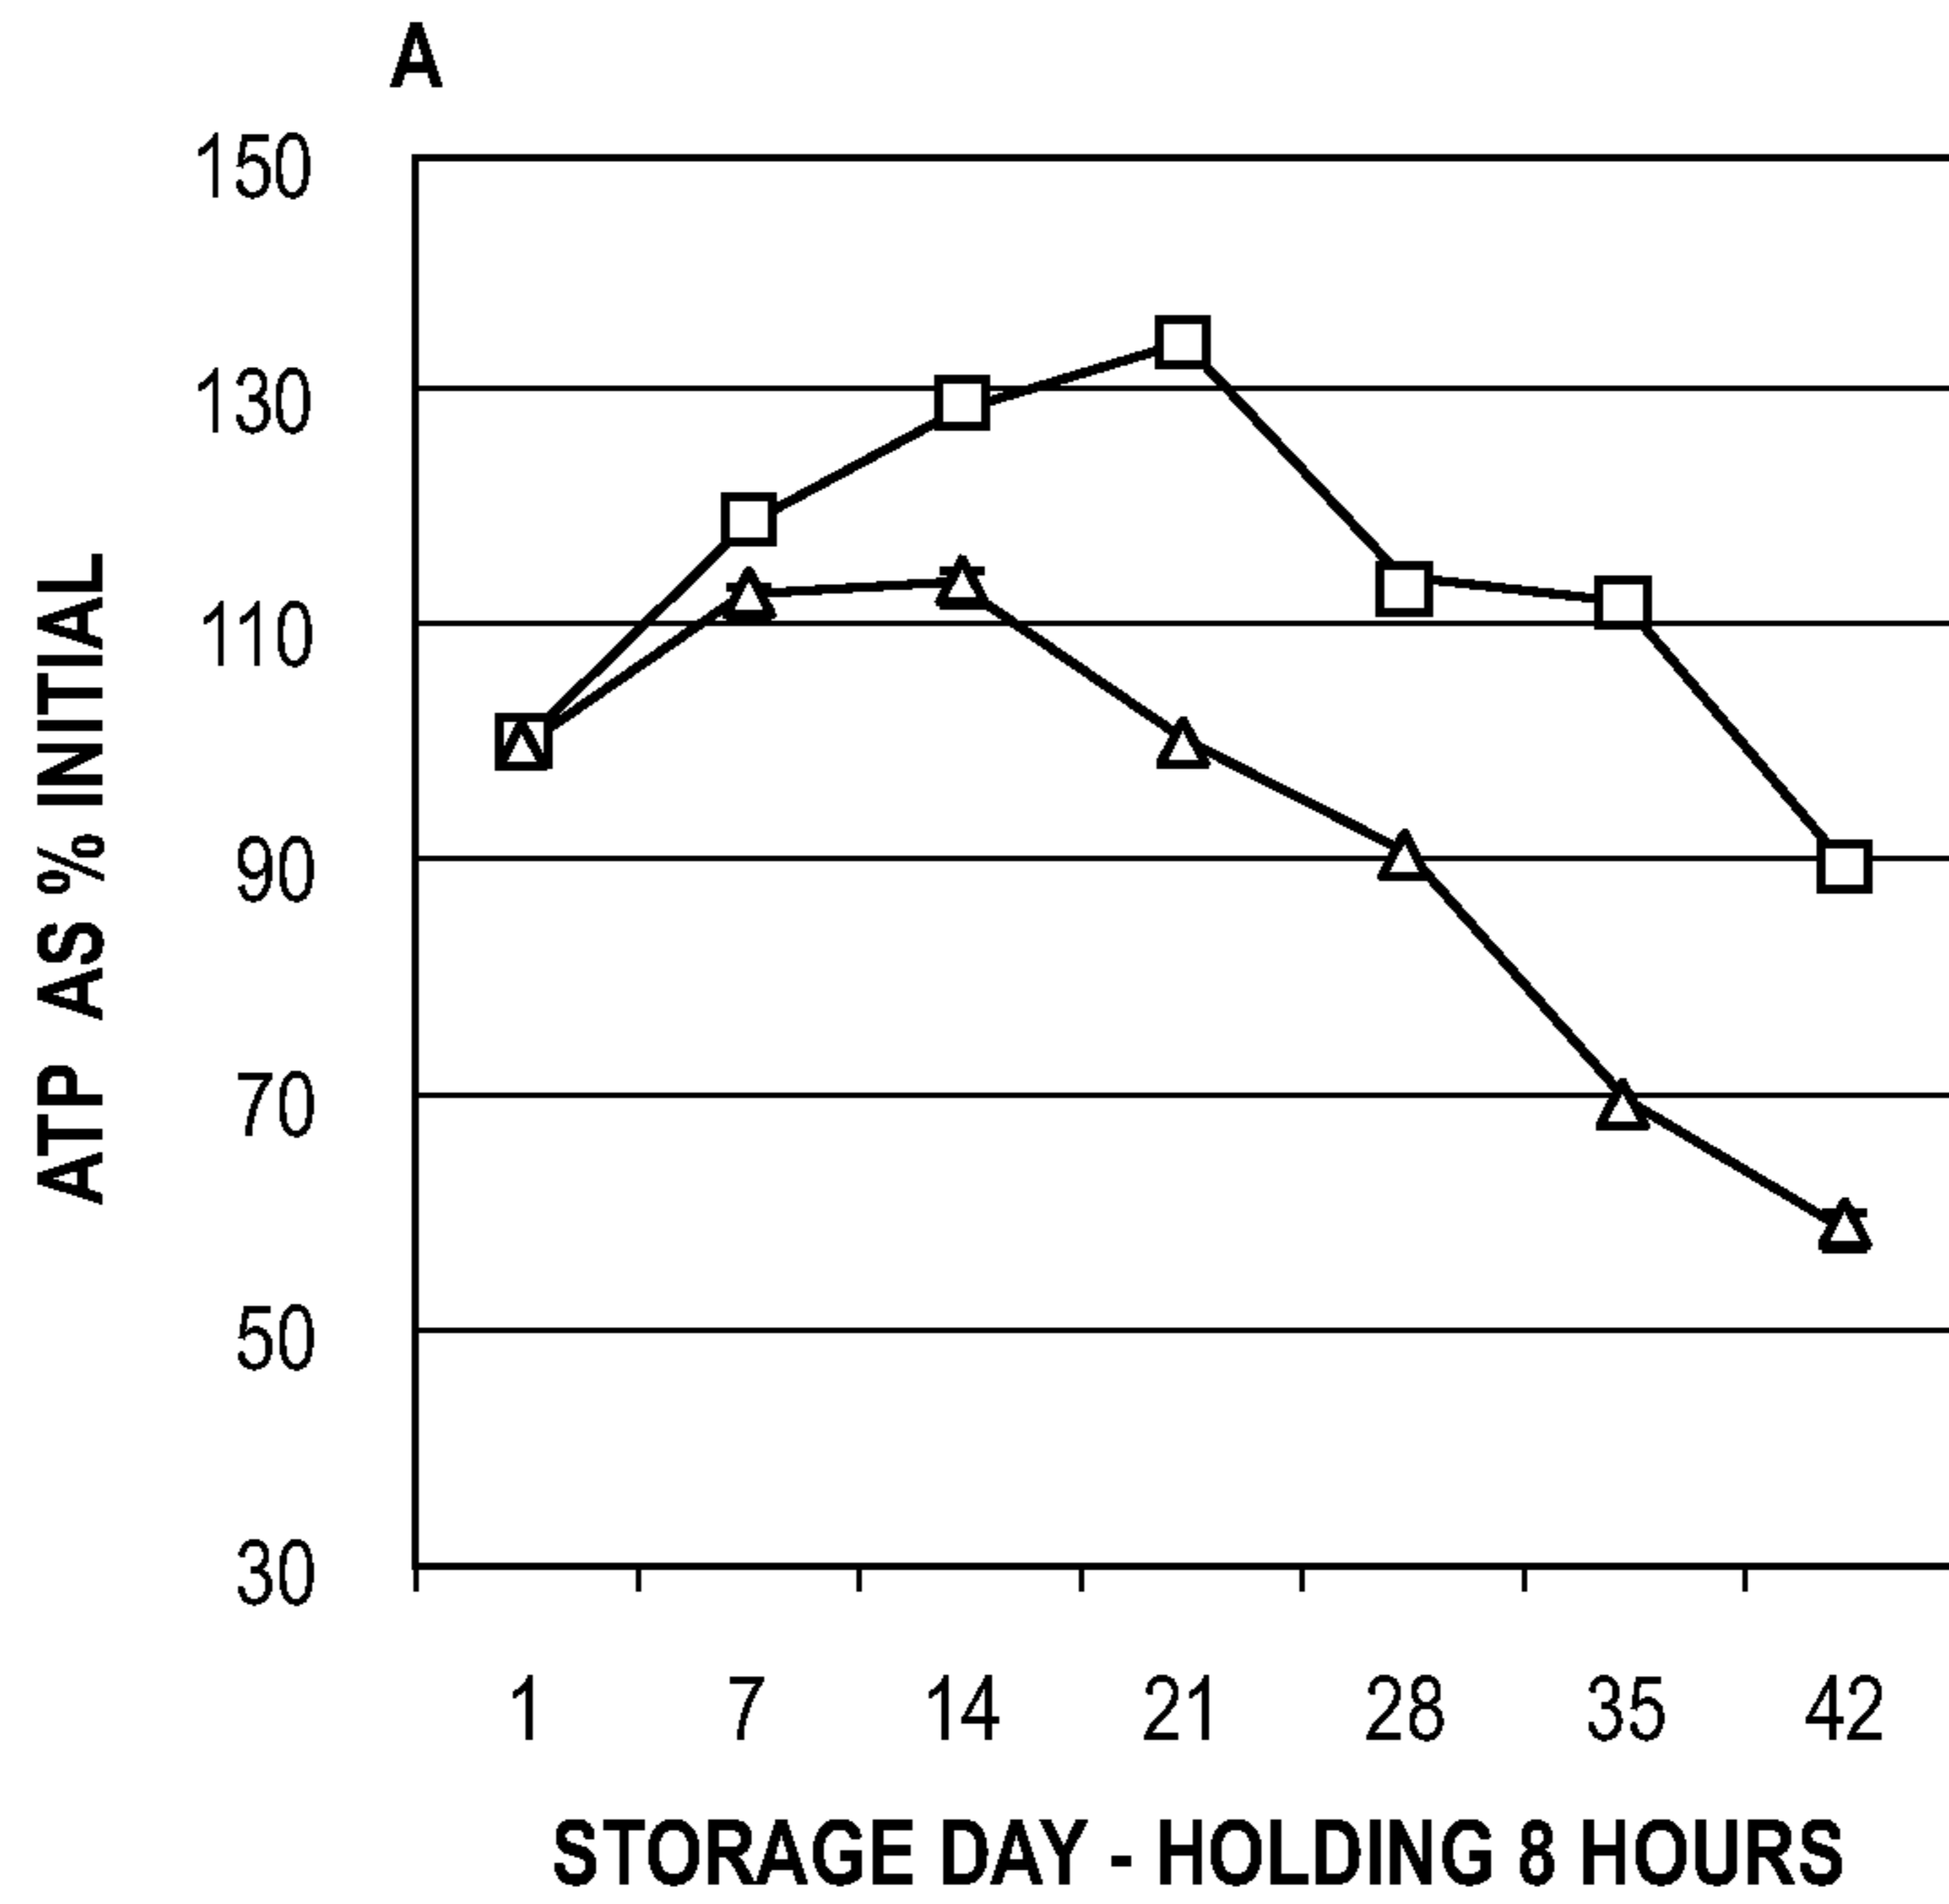 A
150
130
110
90
70
50
30
ATP AS % INITIAL
1 7 14 21 28 35 42
STORAGE DAY - HOLDING 8 HOURS